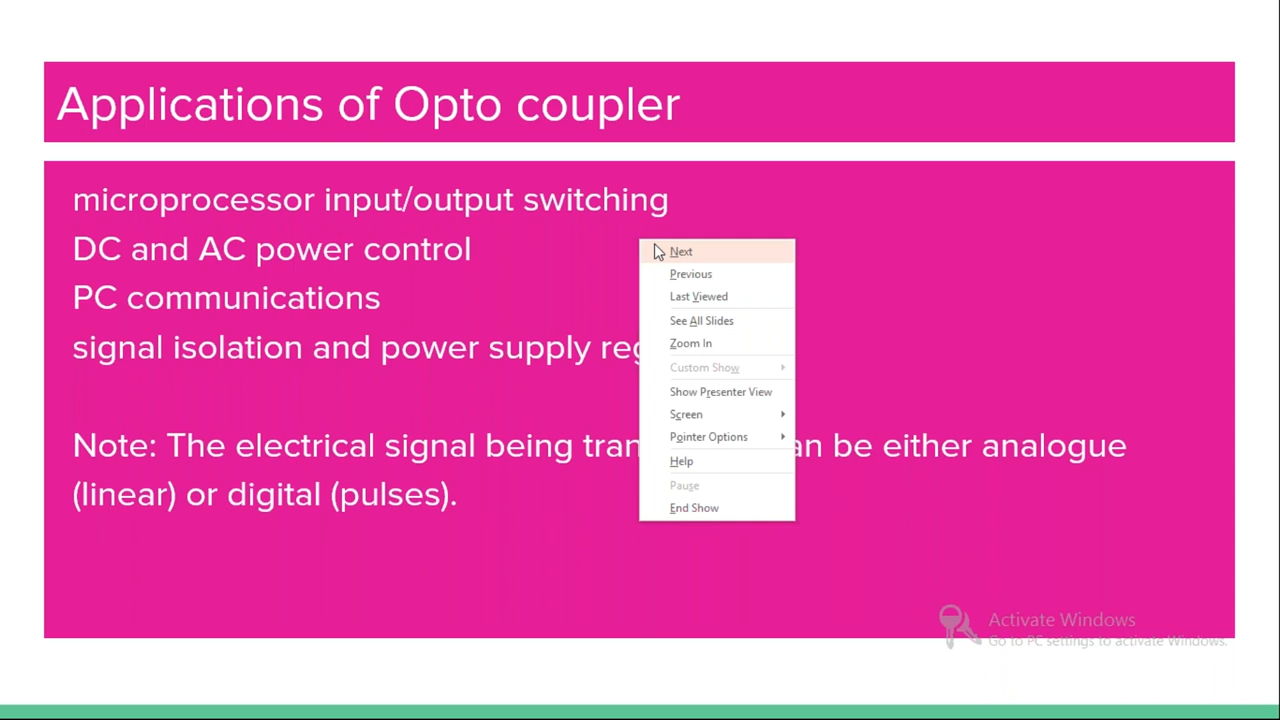 Applications of Opto coupler
microprocessor input/output switching
DC and AC power control
PC communications
signal isolation and power supply
Note: The electrical signal being can be either analogue
(linear) or digital (pulses).
Next
Previous
Last Viewed
See All Slides
Zoom In
Custom Show
Show Presenter View
Screen
Pointer Options
Help
Pause
End Show
Activate Windows
Go to PC settings to activate Windows.